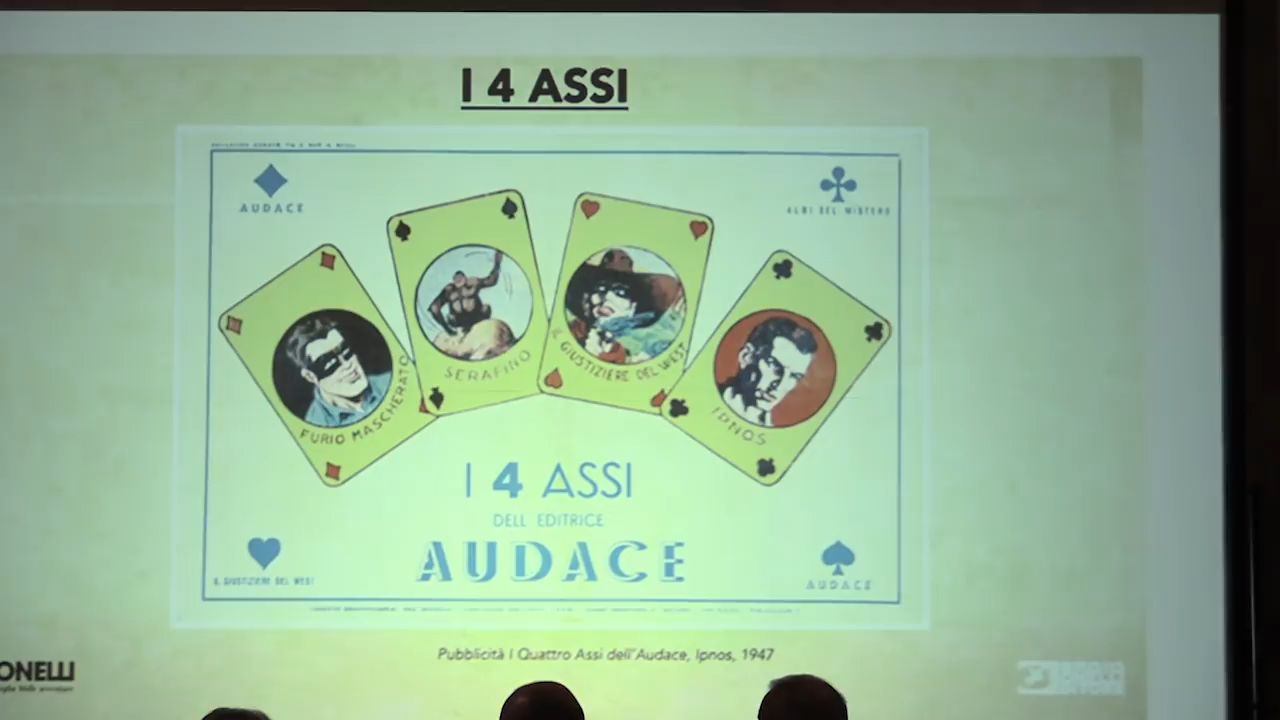 I 4 ASSI
AUDACE
ALBI DEL MISTERO
FURIO MASCHERATO
SERAFINO
IL GIUSTIZIERE DEL WEST
IPNOS
I 4 ASSI
DELL EDITRICE
AUDACE
IL GIUSTIZIERE DEL WEST
AUDACE
Pubblicità I Quattro Assi dell'Audace, Ipnos, 1947
ONELLI